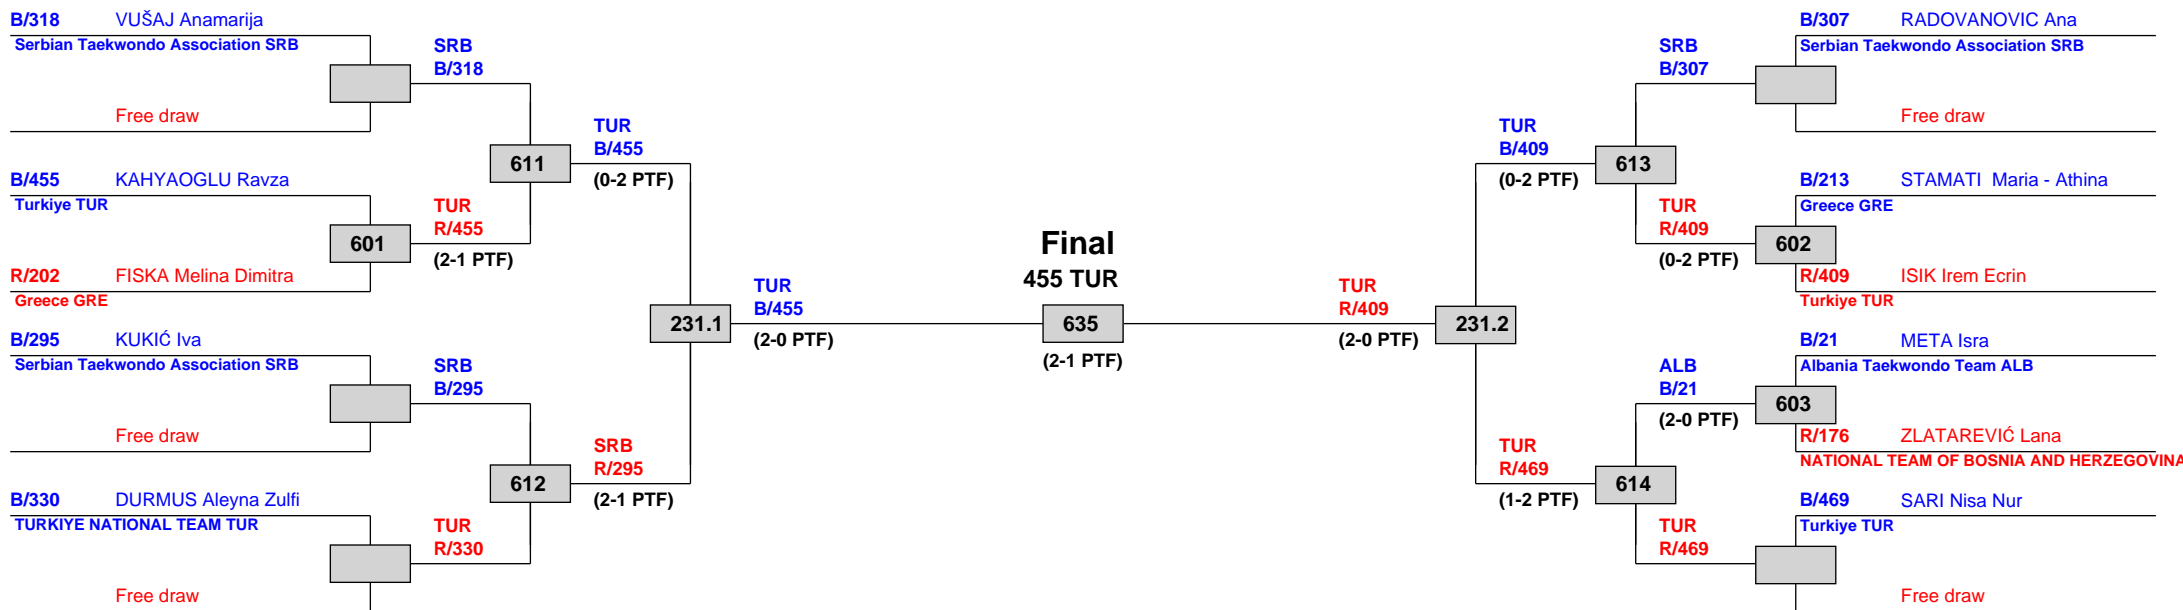 B/318 VUŠAJ Anamarija
Serbian Taekwondo Association SRB
Free draw
SRB
B/318
B/455 KAHYAOGLU Ravza
Turkiye TUR
601
R/202 FISKA Melina Dimitra
Greece GRE
TUR
R/455
(2-1 PTF)
611
TUR
B/455
(0-2 PTF)
B/295 KUKIĆ Iva
Serbian Taekwondo Association SRB
Free draw
SRB
B/295
B/330 DURMUS Aleyna Zulfi
TURKIYE NATIONAL TEAM TUR
Free draw
TUR
R/330
612
SRB
R/295
(2-1 PTF)
231.1
TUR
B/455
(2-0 PTF)
Final
455 TUR
635
(2-1 PTF)
TUR
R/409
(2-0 PTF)
231.2
TUR
B/409
(0-2 PTF)
613
SRB
B/307
B/307 RADOVANOVIC Ana
Serbian Taekwondo Association SRB
Free draw
TUR
R/409
(0-2 PTF)
602
B/213 STAMATI Maria - Athina
Greece GRE
R/409 ISIK Irem Ecrin
Turkiye TUR
TUR
R/469
(1-2 PTF)
614
ALB
B/21
(2-0 PTF)
603
B/21 META Isra
Albania Taekwondo Team ALB
R/176 ZLATAREVIĆ Lana
NATIONAL TEAM OF BOSNIA AND HERZEGOVINA
TUR
R/469
B/469 SARI Nisa Nur
Turkiye TUR
Free draw